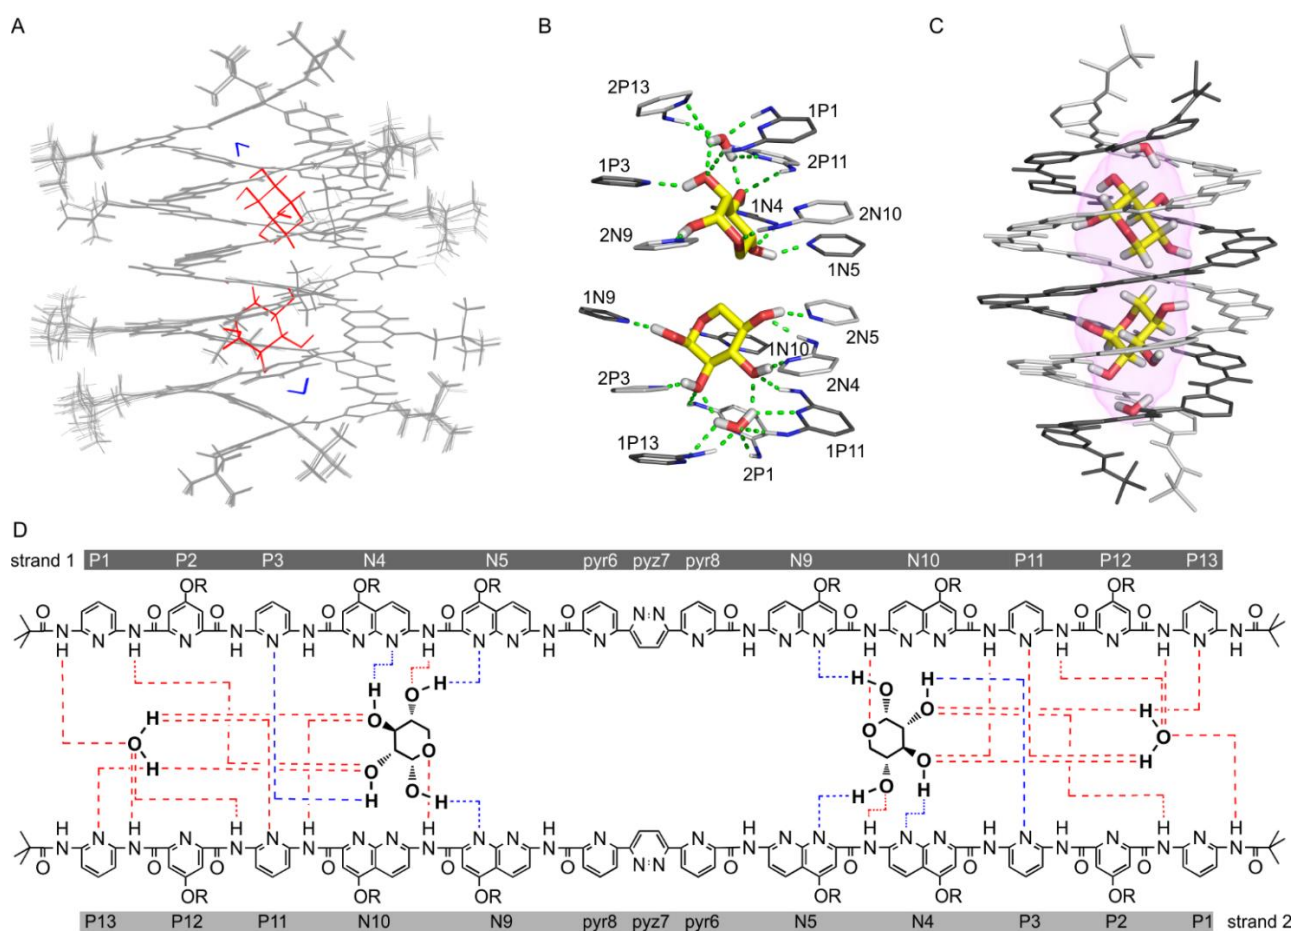 A
B
C
2P13
1P1
1P3
2P11
1N4
2N10
2N9
1N5
1N9
2N5
1N10
2P3
2N4
1P13
1P11
2P1
D
strand 1 P1 P2 P3 N4 N5 pyr6 pyz7 pyr8 N9 N10 P11 P12 P13
OR OR OR OR OR OR
O N O O N O N N O N N O N N N O N N O N N O N O O N O
N H N N H N H N H N H N H N H N H N H N H N N H
H H H H
O O O O
H O O O O H
H O O O O H
H H H H
H N H H N H H N H N H N H H N H H N H
O N N O O N N O N N O N N N O N N O N N O O N N O
OR OR OR OR OR OR
P13 P12 P11 N10 N9 pyr8 pyz7 pyr6 N5 N4 P3 P2 P1 strand 2